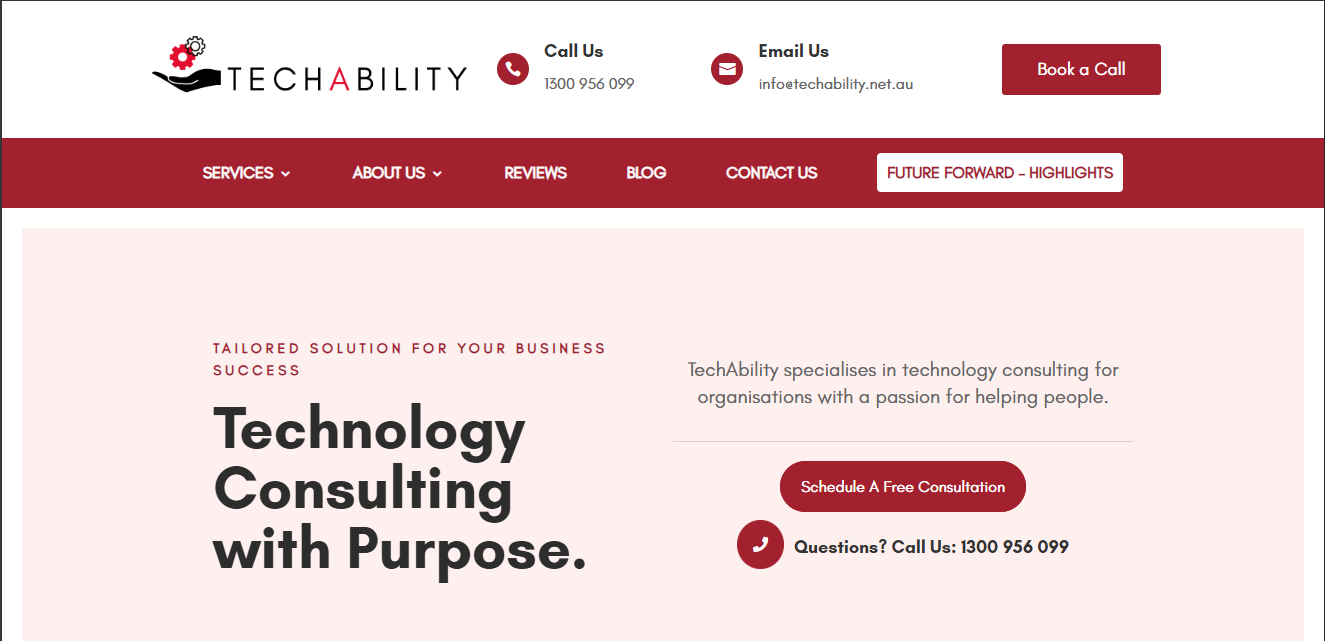 TECHABILITY
Call Us
1300 956 099
Email Us
info@techability.net.au
Book a Call
SERVICES
ABOUT US
REVIEWS
BLOG
CONTACT US
FUTURE FORWARD – HIGHLIGHTS
TAILORED SOLUTION FOR YOUR BUSINESS
SUCCESS
Technology
Consulting
with Purpose.
TechAbility specialises in technology consulting for
organisations with a passion for helping people.
Schedule A Free Consultation
Questions? Call Us: 1300 956 099